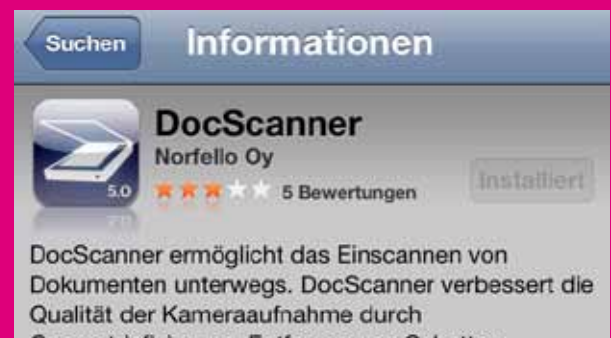 Suchen
Informationen
DocScanner
Norfello Oy
5.0
5 Bewertungen
Installiert
DocScanner ermöglicht das Einscannen von
Dokumenten unterwegs. DocScanner verbessert die
Qualität der Kameraaufnahme durch